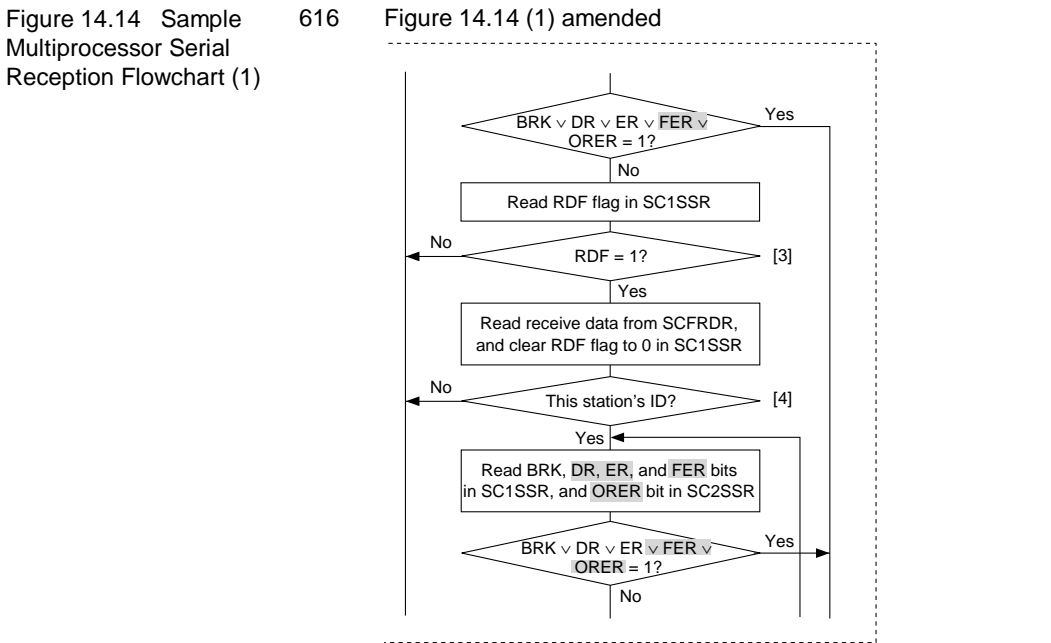 Figure 14.14 Sample
Multiprocessor Serial
Reception Flowchart (1)
616
Figure 14.14 (1) amended
BRK ∨ DR ∨ ER ∨ FER ∨
ORER = 1?
Yes
No
Read RDF flag in SC1SSR
No
RDF = 1?
[3]
Yes
Read receive data from SCFRDR,
and clear RDF flag to 0 in SC1SSR
No
This station's ID?
[4]
Yes
Read BRK, DR, ER, and FER bits
in SC1SSR, and ORER bit in SC2SSR
BRK ∨ DR ∨ ER ∨ FER ∨
ORER = 1?
Yes
No